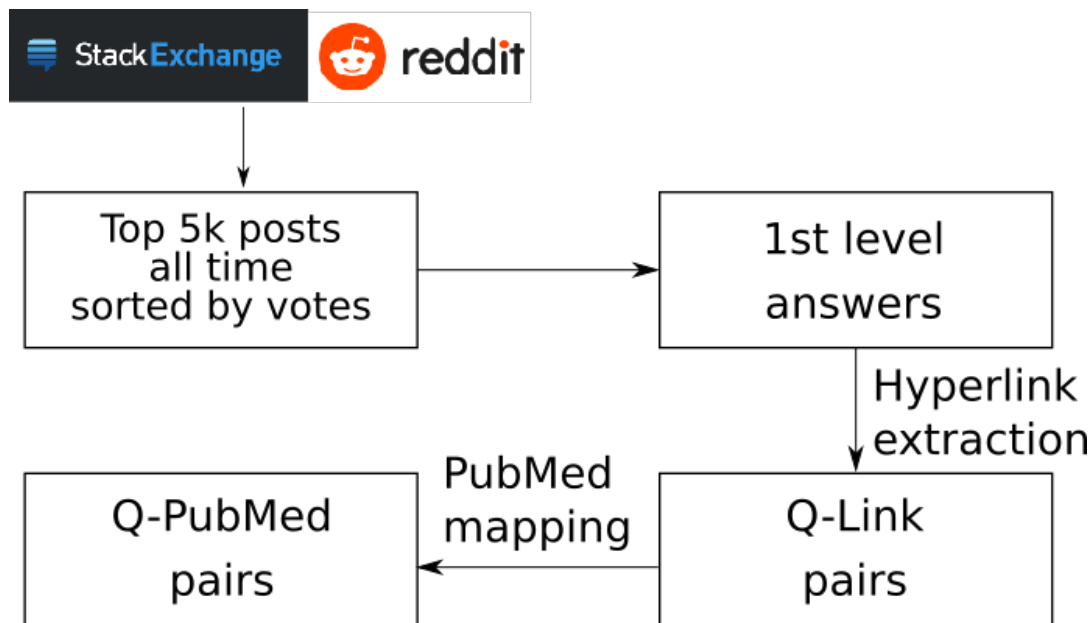 StackExchange
reddit
Top 5k posts
all time
sorted by votes
1st level
answers
Hyperlink
extraction
Q-Link
pairs
PubMed
mapping
Q-PubMed
pairs